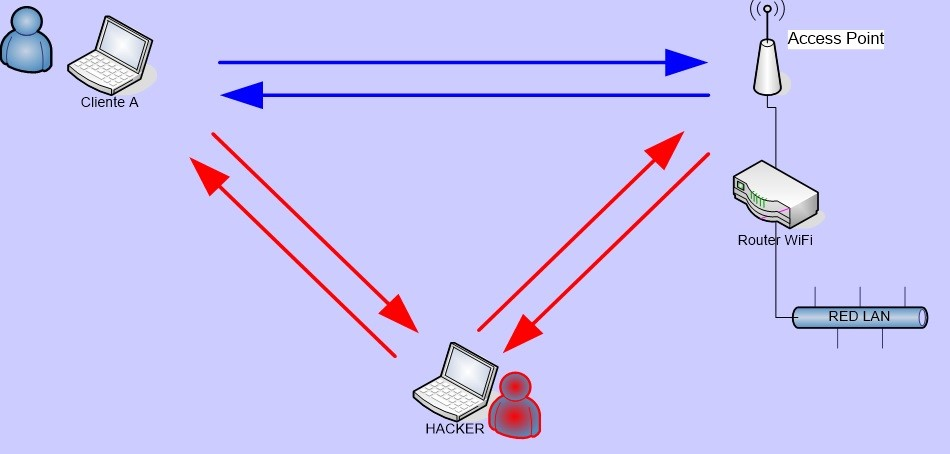 Access Point
Cliente A
Router WiFi
RED LAN
HACKER